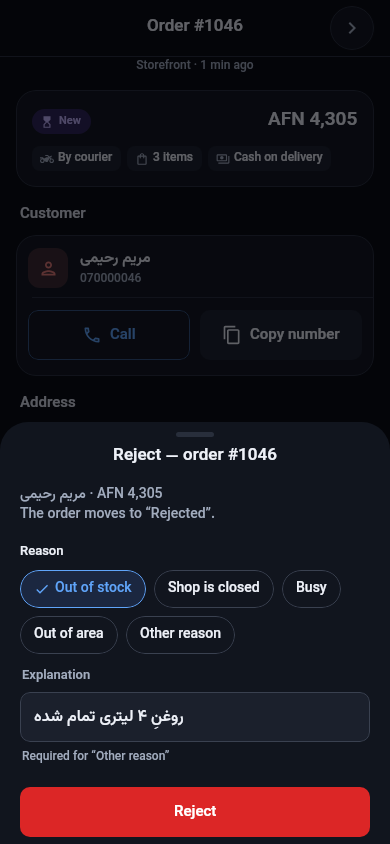 Order #1046
Storefront · 1 min ago
New
AFN 4,305
By courier
3 items
Cash on delivery
Customer
مریم رحیمی
070000046
Call
Copy number
Address
Reject — order #1046
مریم رحیمی · AFN 4,305
The order moves to “Rejected”.
Reason
Out of stock
Shop is closed
Busy
Out of area
Other reason
Explanation
روغنِ ۴ لیتری تمام شده
Required for “Other reason”
Reject